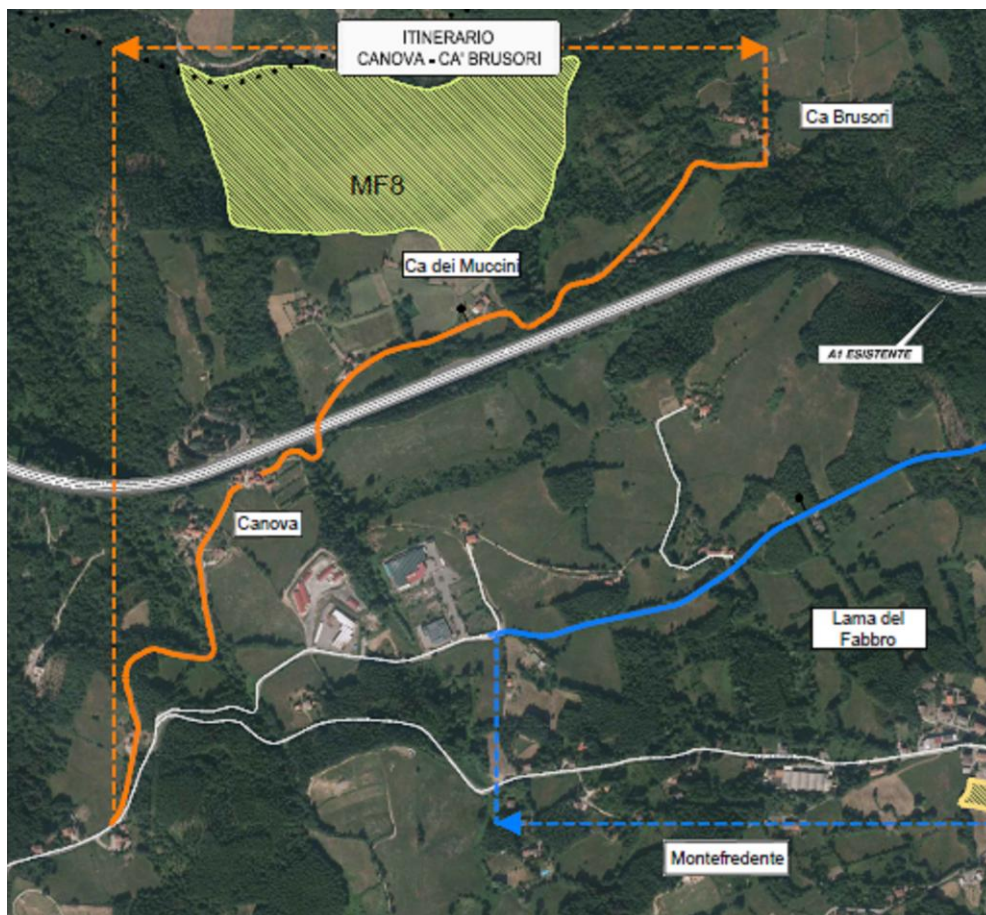 ITINERARIO
CANOVA - CA' BRUSORI
Ca Brusori
MF8
Ca dei Muccini
A1 ESISTENTE
Canova
Lama del
Fabbro
Montefredente